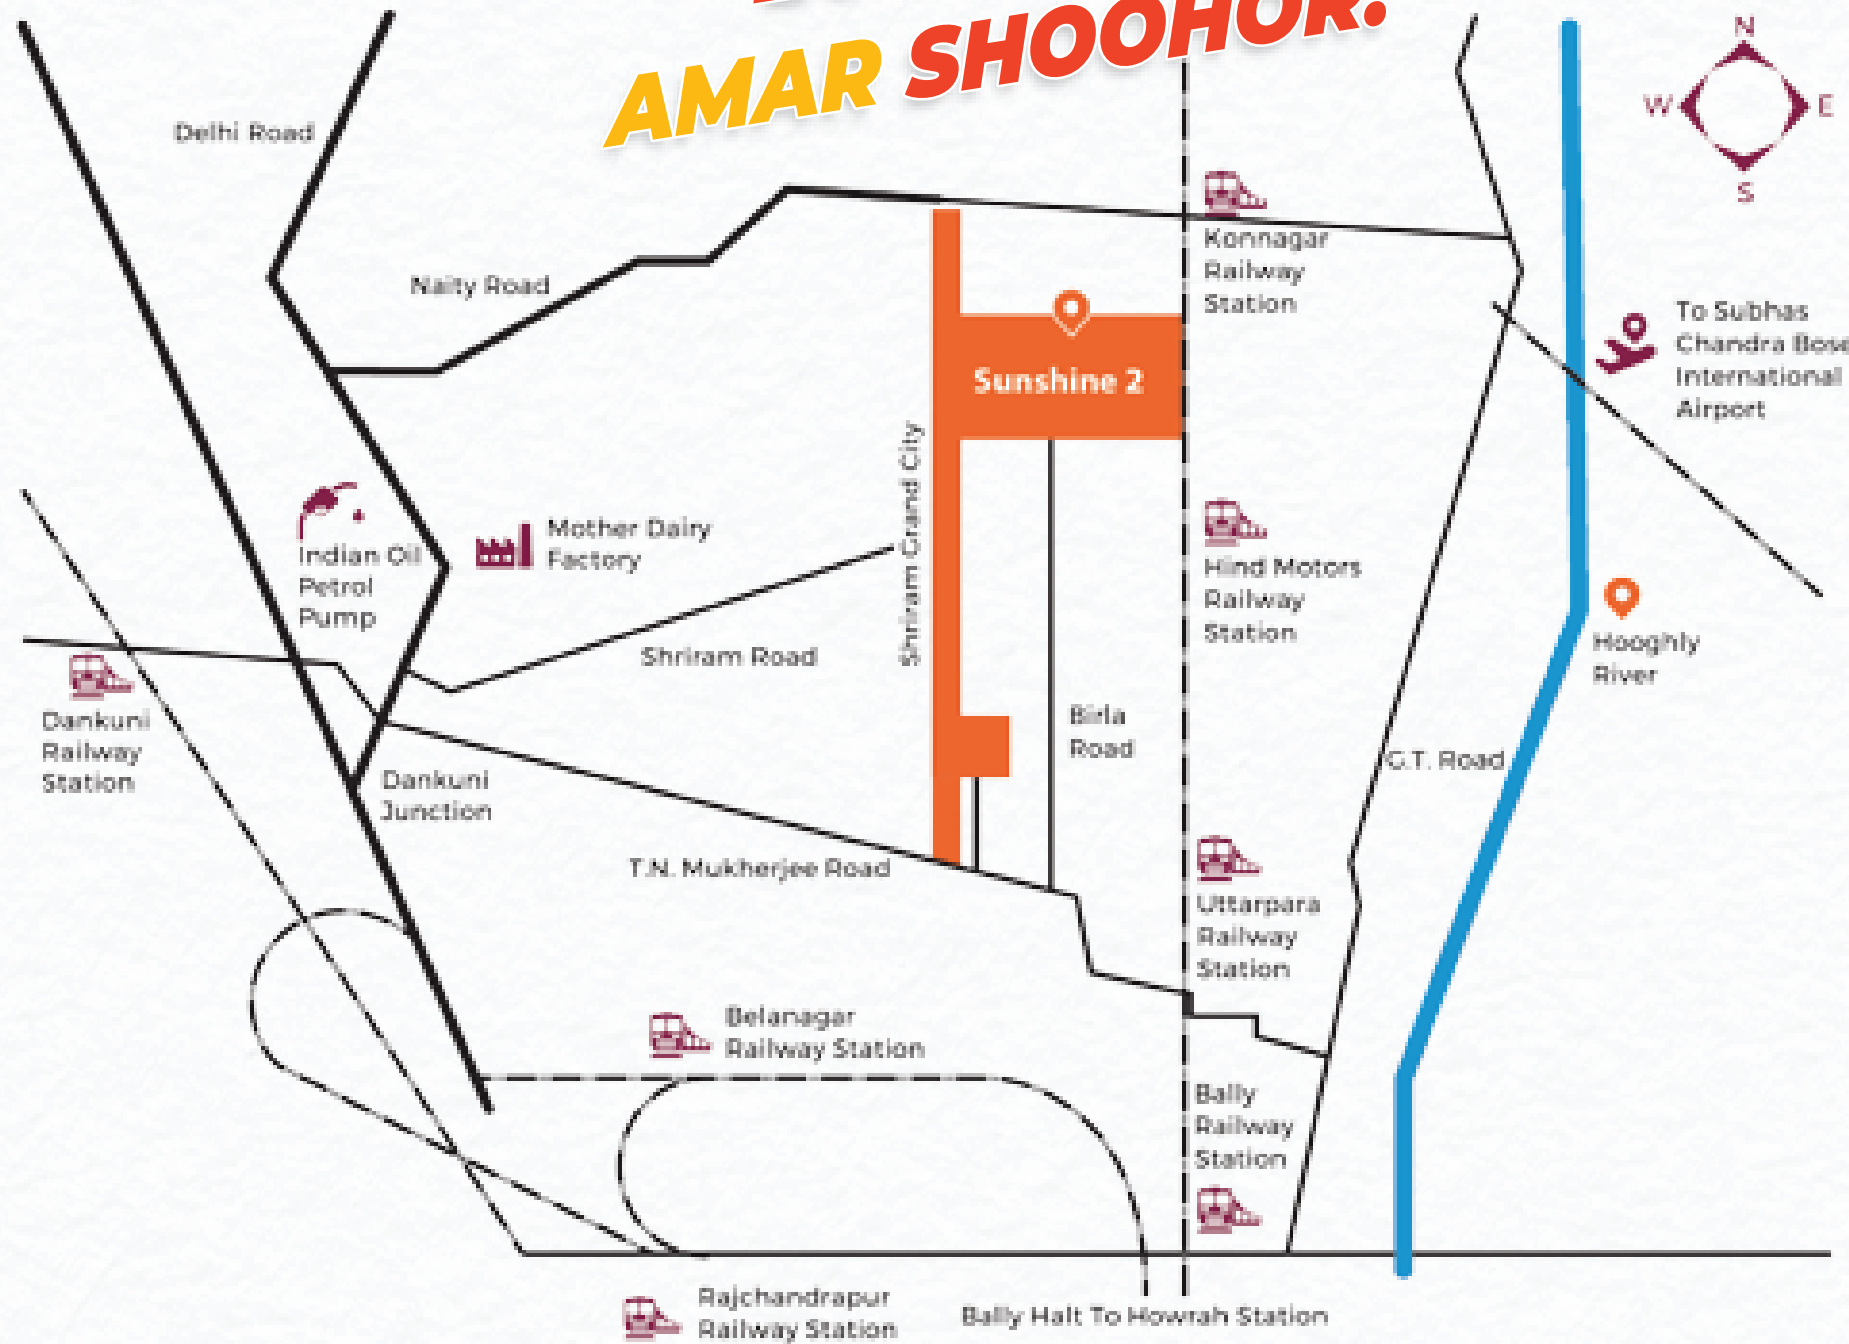 AMAR SHOOHOR.
N
W
E
S
Delhi Road
Naity Road
Konnagar
Railway
Station
To Subhas
Chandra Bose
International
Airport
Sunshine 2
Shriram Grand City
Indian Oil
Petrol
Pump
Mother Dairy
Factory
Hind Motors
Railway
Station
Hooghly
River
Shriram Road
Dankuni
Railway
Station
Birla
Road
G.T. Road
Dankuni
Junction
T.N. Mukherjee Road
Uttarpara
Railway
Station
Belanagar
Railway Station
Bally
Railway
Station
Rajchandrapur
Railway Station
Bally Halt To Howrah Station